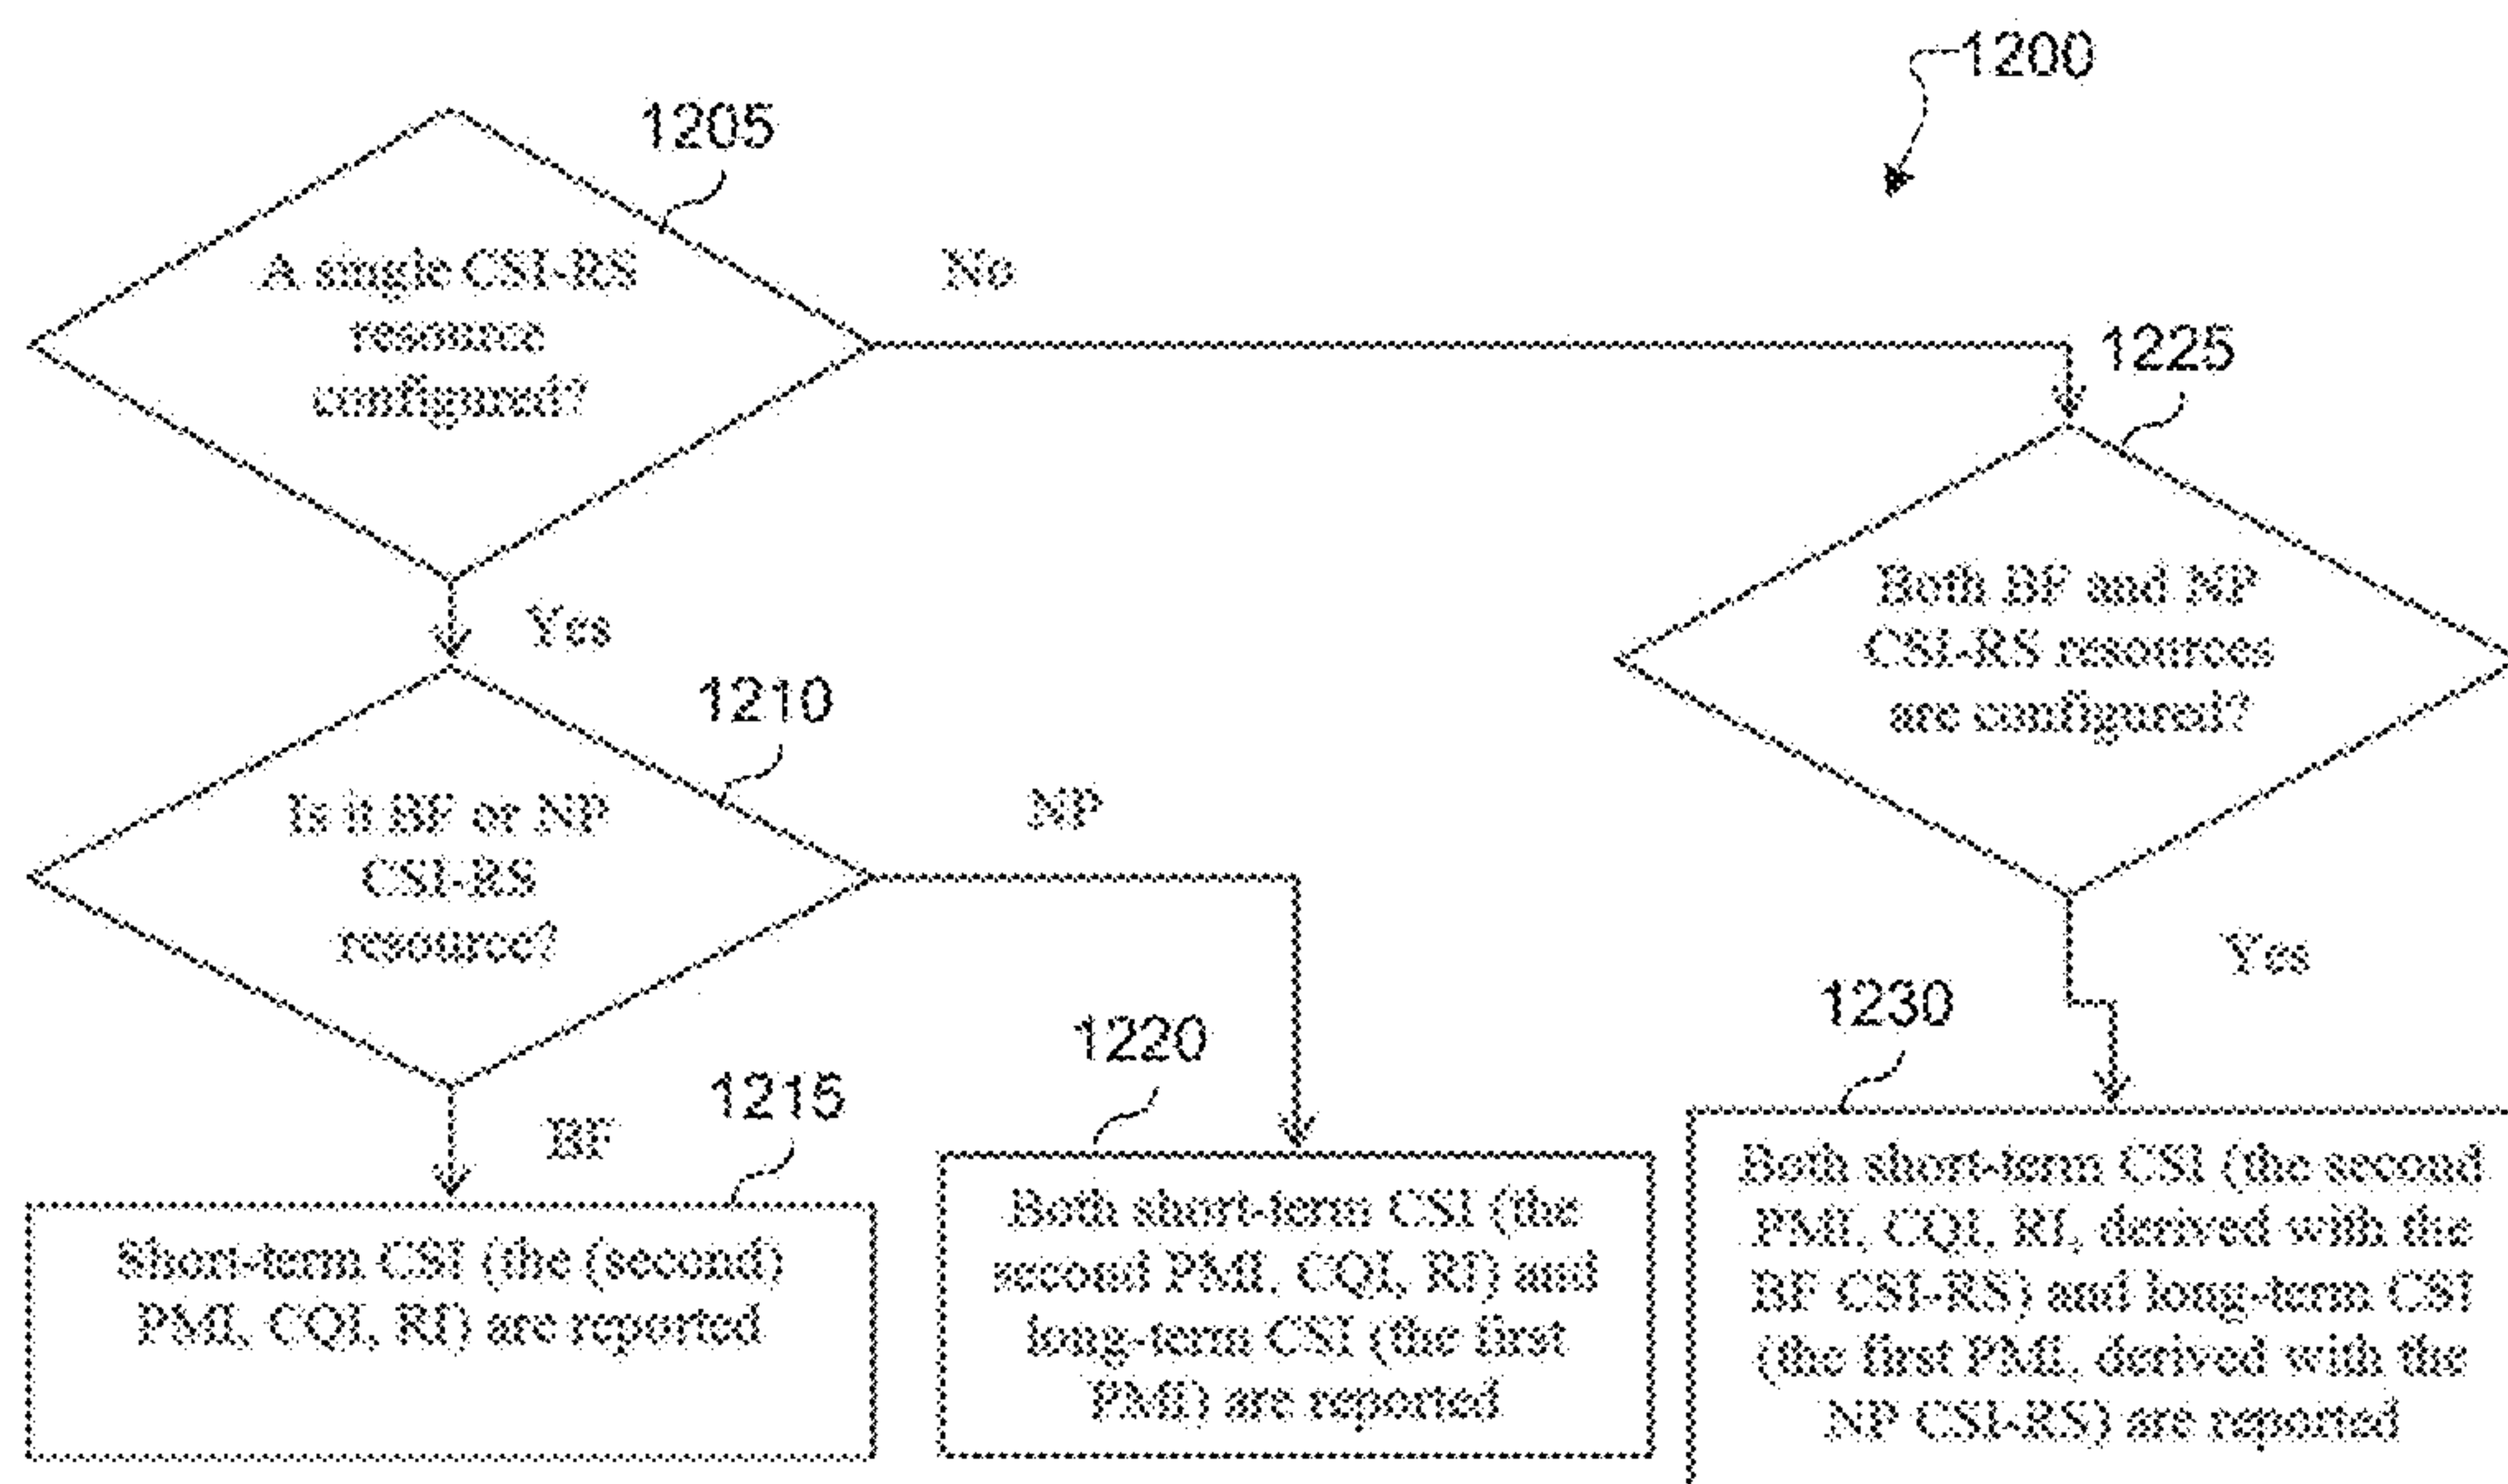 1200
1205
A single CSI-RS
resource
configured?
No
1225
Both BF and NP
CSI-RS resources
are configured?
Yes
1210
Is it BF or NP
CSI-RS
resource?
NP
Yes
1230
1220
BF
1215
Short-term CSI (the (second)
PMI, CQI, RI) are reported
Both short-term CSI (the
second PMI, CQI, RI) and
long-term CSI (the first
PMI) are reported
Both short-term CSI (the second
PMI, CQI, RI, derived with the
BF CSI-RS) and long-term CSI
(the first PMI, derived with the
NP CSI-RS) are reported